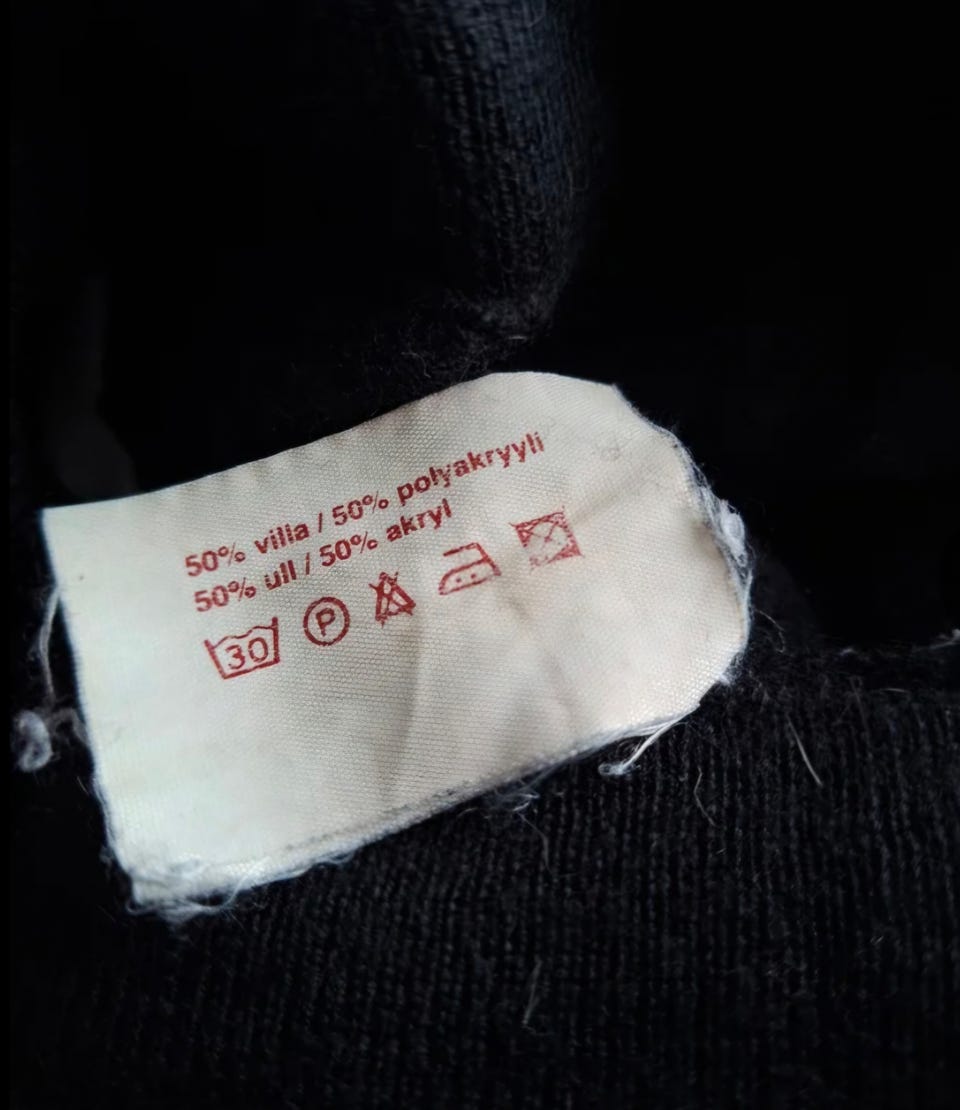 50% villa / 50% polyakryyli
50% ull / 50% akryl
30 P